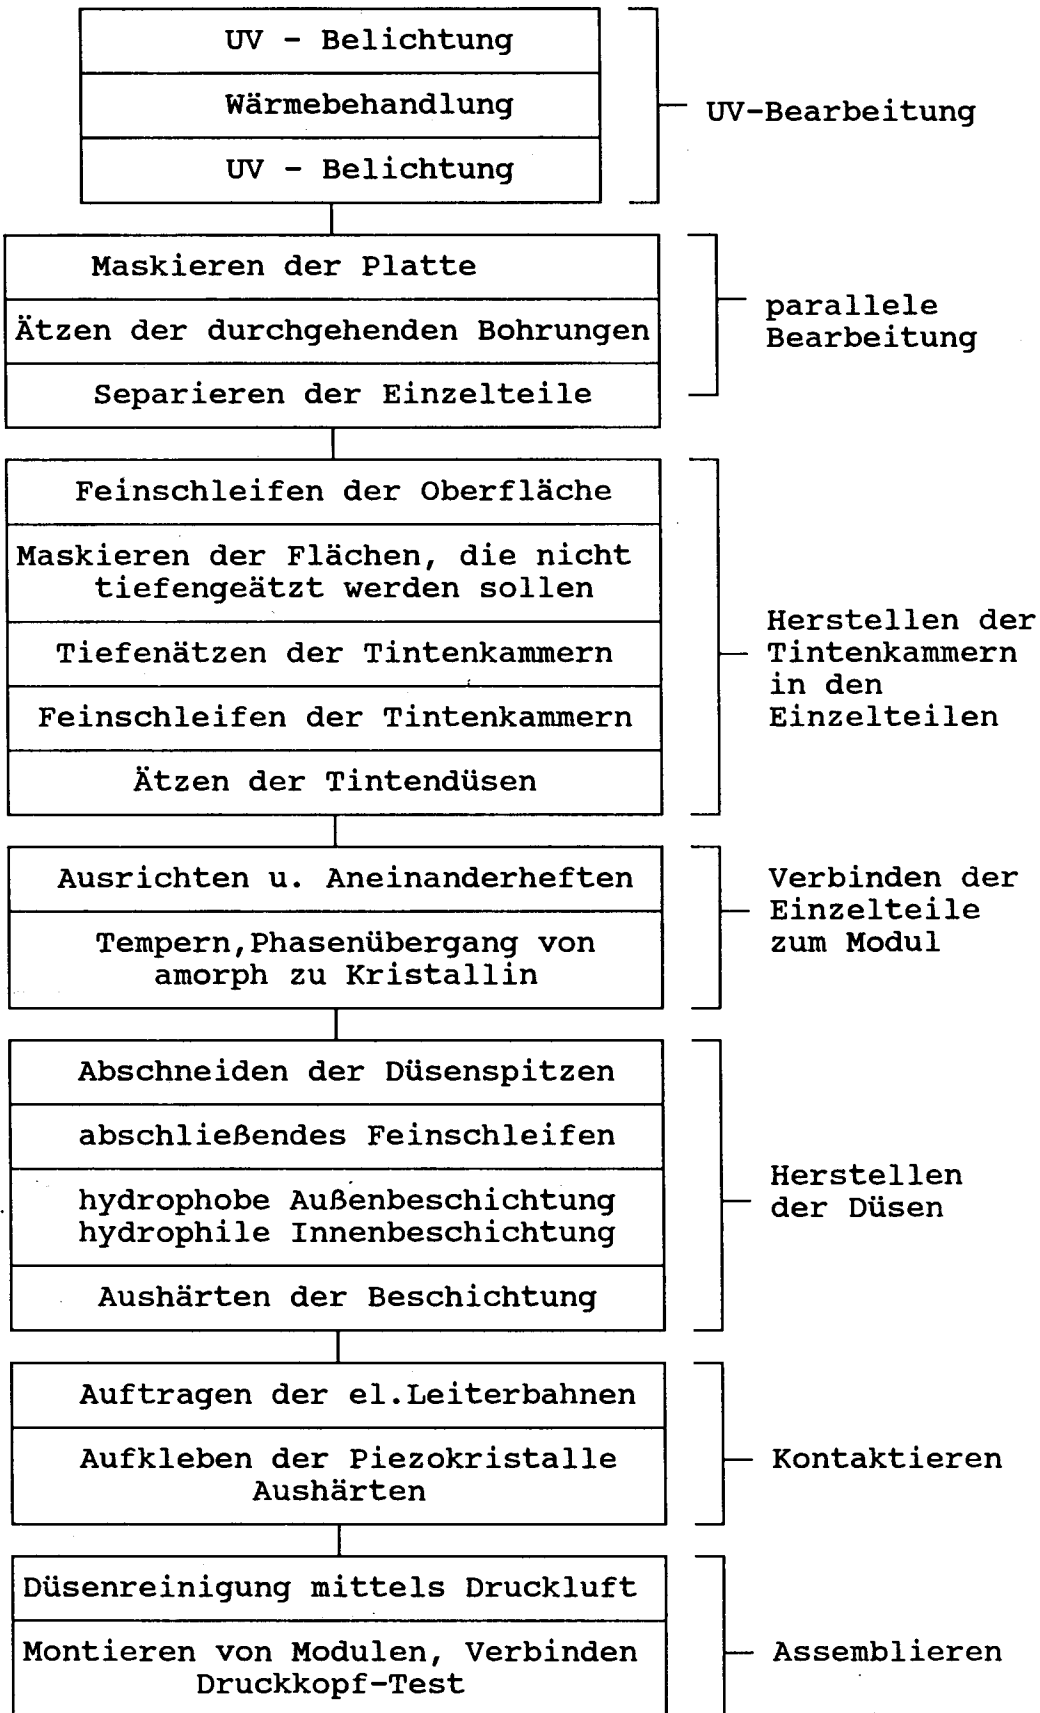 UV - Belichtung
Wärmebehandlung
UV - Belichtung
UV-Bearbeitung
Maskieren der Platte
Ätzen der durchgehenden Bohrungen
Separieren der Einzelteile
parallele
Bearbeitung
Feinschleifen der Oberfläche
Maskieren der Flächen, die nicht
tiefengeätzt werden sollen
Tiefenätzen der Tintenkammern
Feinschleifen der Tintenkammern
Ätzen der Tintendüsen
Herstellen der
Tintenkammern
in den
Einzelteilen
Ausrichten u. Aneinanderheften
Tempern,Phasenübergang von
amorph zu Kristallin
Verbinden der
Einzelteile
zum Modul
Abschneiden der Düsenspitzen
abschließendes Feinschleifen
hydrophobe Außenbeschichtung
hydrophile Innenbeschichtung
Aushärten der Beschichtung
Herstellen
der Düsen
Auftragen der el.Leiterbahnen
Aufkleben der Piezokristalle
Aushärten
Kontaktieren
Düsenreinigung mittels Druckluft
Montieren von Modulen, Verbinden
Druckkopf-Test
Assemblieren